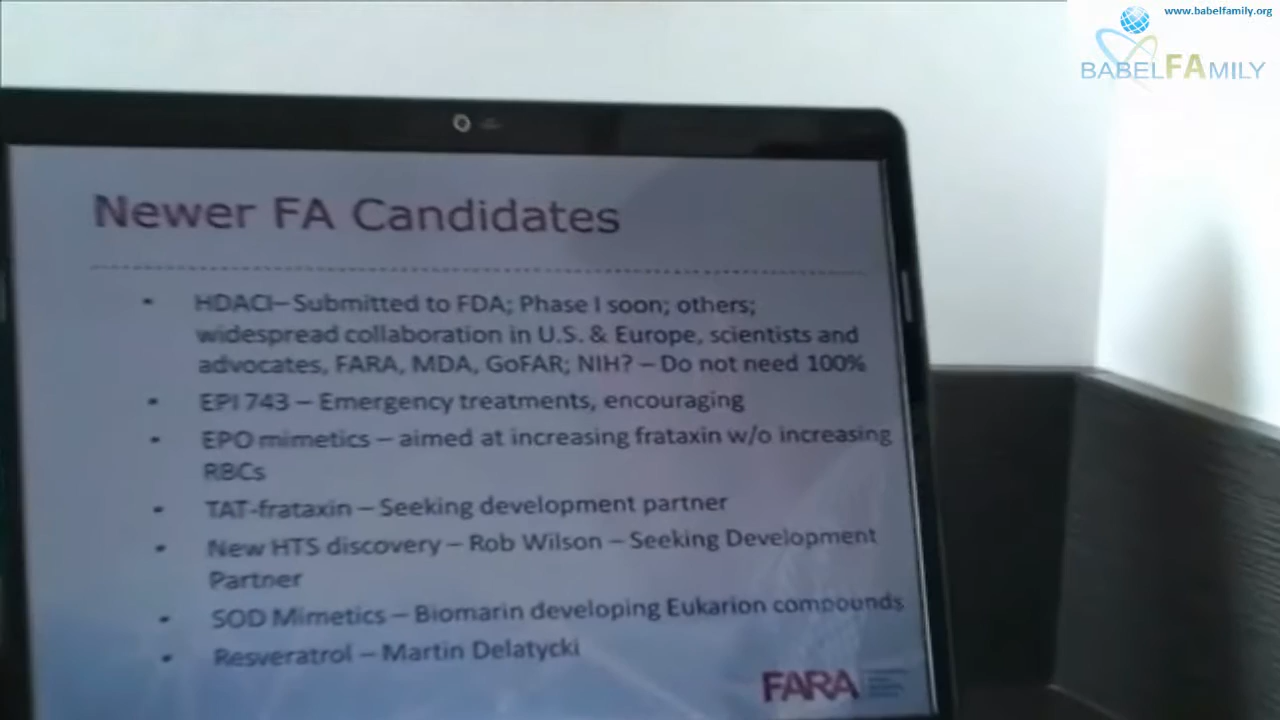 www.babelfamily.org
BABELFAMILY
Newer FA Candidates
• HDACI– Submitted to FDA; Phase I soon; others;
widespread collaboration in U.S. & Europe, scientists and
advocates, FARA, MDA, GoFAR; NIH? – Do not need 100%
• EPI 743 – Emergency treatments, encouraging
• EPO mimetics – aimed at increasing frataxin w/o increasing
RBCs
• TAT-frataxin – Seeking development partner
• New HTS discovery – Rob Wilson – Seeking Development
Partner
• SOD Mimetics – Biomarin developing Eukarion compounds
• Resveratrol – Martin Delatycki
FARA